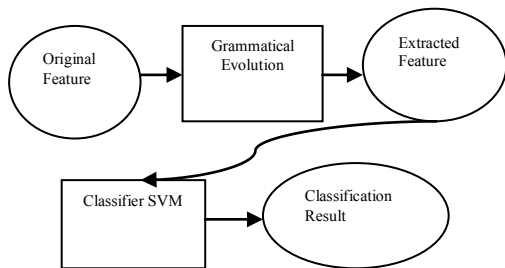 Original
Feature
Grammatical
Evolution
Extracted
Feature
Classifier SVM
Classification
Result